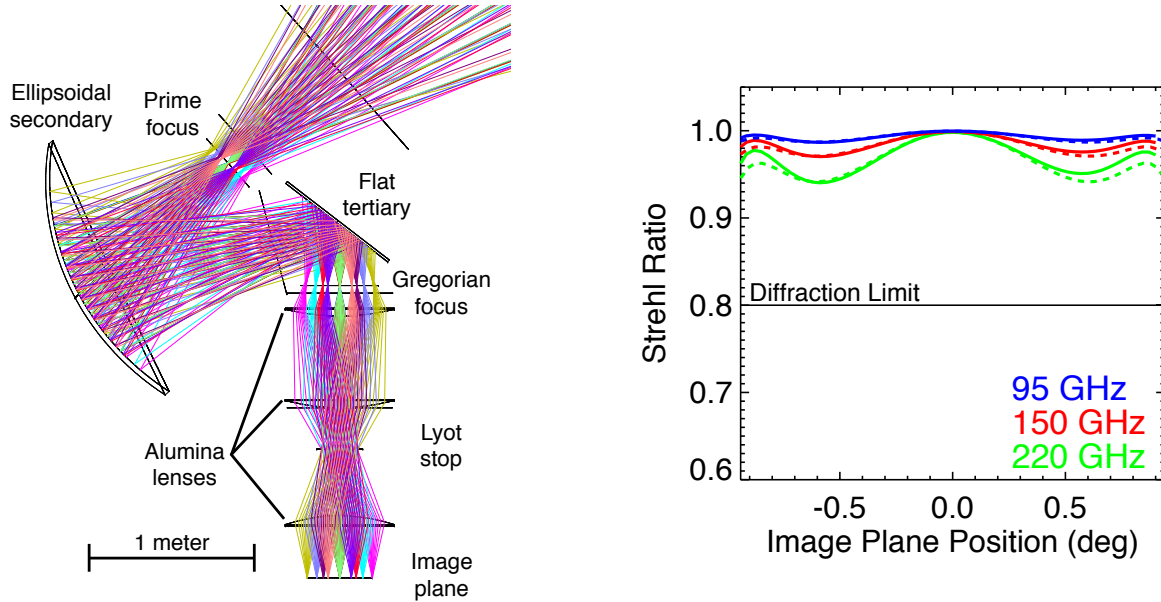 Ellipsoidal
secondary
Prime
focus
Flat
tertiary
Gregorian
focus
Alumina
lenses
Lyot
stop
1 meter
Image
plane
Strehl Ratio
1.0
0.9
0.8
0.7
0.6
Diffraction Limit
95 GHz
150 GHz
220 GHz
-0.5
0.0
0.5
Image Plane Position (deg)